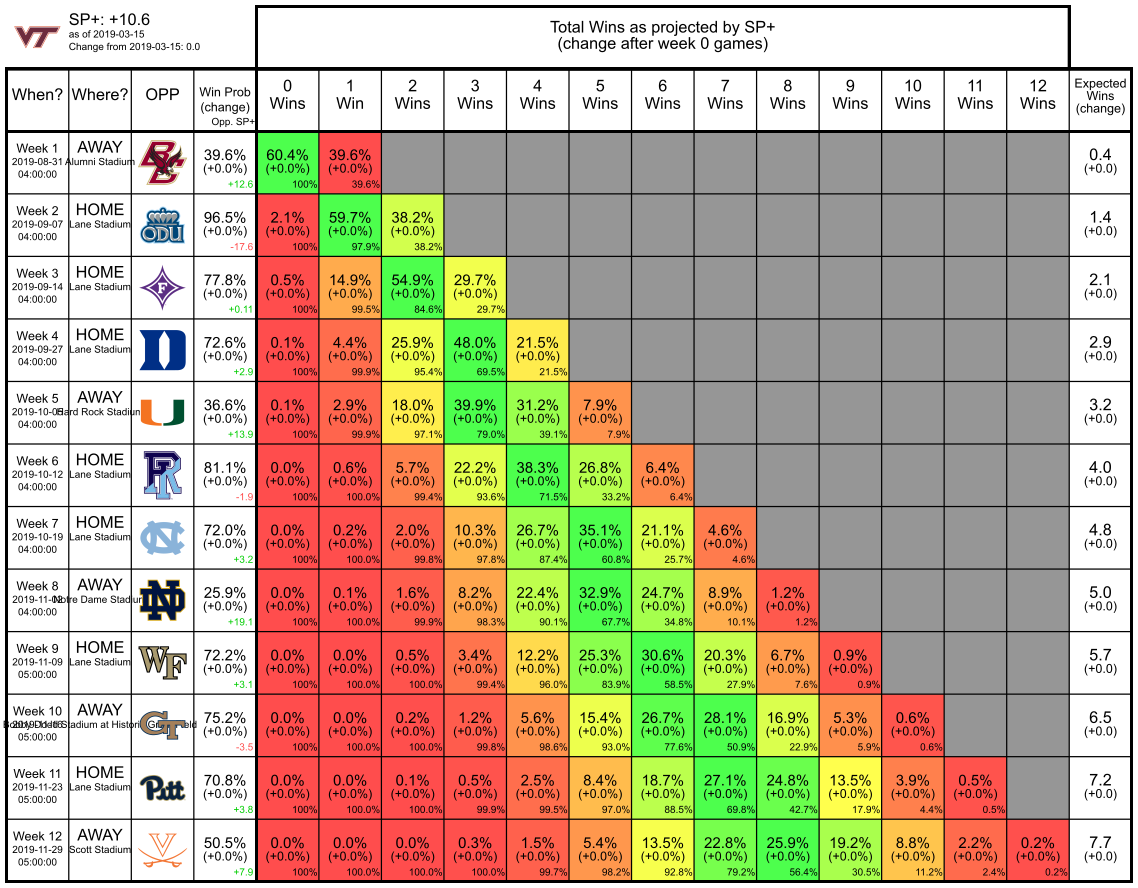 VT
SP+: +10.6
as of 2019-03-15
Change from 2019-03-15: 0.0
Total Wins as projected by SP+
(change after week 0 games)
When? Where? OPP Win Prob (change) Opp. SP+ 0 Wins 1 Win 2 Wins 3 Wins 4 Wins 5 Wins 6 Wins 7 Wins 8 Wins 9 Wins 10 Wins 11 Wins 12 Wins Expected Wins (change)
Week 1 AWAY
2019-08-31 Alumni Stadium BC 39.6% 60.4% 39.6% 0.4
04:00:00 (+0.0%) (+0.0%) (+0.0%) (+0.0)
+12.6 100% 39.6%
Week 2 HOME
2019-09-07 Lane Stadium ODU 96.5% 2.1% 59.7% 38.2% 1.4
04:00:00 (+0.0%) (+0.0%) (+0.0%) (+0.0%) (+0.0)
-17.6 100% 97.9% 38.2%
Week 3 HOME
2019-09-14 Lane Stadium F 77.8% 0.5% 14.9% 54.9% 29.7% 2.1
04:00:00 (+0.0%) (+0.0%) (+0.0%) (+0.0%) (+0.0%) (+0.0)
+0.11 100% 99.5% 84.6% 29.7%
Week 4 HOME
2019-09-27 Lane Stadium D 72.6% 0.1% 4.4% 25.9% 48.0% 21.5% 2.9
04:00:00 (+0.0%) (+0.0%) (+0.0%) (+0.0%) (+0.0%) (+0.0%) (+0.0)
+2.9 100% 99.9% 95.4% 69.5% 21.5%
Week 5 AWAY
2019-10-05 Hard Rock Stadium U 36.6% 0.1% 2.9% 18.0% 39.9% 31.2% 7.9% 3.2
04:00:00 (+0.0%) (+0.0%) (+0.0%) (+0.0%) (+0.0%) (+0.0%) (+0.0%) (+0.0)
+13.9 100% 99.9% 97.1% 79.0% 39.1% 7.9%
Week 6 HOME
2019-10-12 Lane Stadium R 81.1% 0.0% 0.6% 5.7% 22.2% 38.3% 26.8% 6.4% 4.0
04:00:00 (+0.0%) (+0.0%) (+0.0%) (+0.0%) (+0.0%) (+0.0%) (+0.0%) (+0.0%) (+0.0)
-1.9 100% 100.0% 99.4% 93.6% 71.5% 33.2% 6.4%
Week 7 HOME
2019-10-19 Lane Stadium NC 72.0% 0.0% 0.2% 2.0% 10.3% 26.7% 35.1% 21.1% 4.6% 4.8
04:00:00 (+0.0%) (+0.0%) (+0.0%) (+0.0%) (+0.0%) (+0.0%) (+0.0%) (+0.0%) (+0.0%) (+0.0)
+3.2 100% 100.0% 99.8% 97.8% 87.4% 60.8% 25.7% 4.6%
Week 8 AWAY
2019-11-02 Notre Dame Stadium ND 25.9% 0.0% 0.1% 1.6% 8.2% 22.4% 32.9% 24.7% 8.9% 1.2% 5.0
04:00:00 (+0.0%) (+0.0%) (+0.0%) (+0.0%) (+0.0%) (+0.0%) (+0.0%) (+0.0%) (+0.0%) (+0.0%) (+0.0)
+19.1 100% 100.0% 99.9% 98.3% 90.1% 67.7% 34.8% 10.1% 1.2%
Week 9 HOME
2019-11-09 Lane Stadium WF 72.2% 0.0% 0.0% 0.5% 3.4% 12.2% 25.3% 30.6% 20.3% 6.7% 0.9% 5.7
05:00:00 (+0.0%) (+0.0%) (+0.0%) (+0.0%) (+0.0%) (+0.0%) (+0.0%) (+0.0%) (+0.0%) (+0.0%) (+0.0%) (+0.0)
+3.1 100% 100.0% 100.0% 99.4% 96.0% 83.9% 58.5% 27.9% 7.6% 0.9%
Week 10 AWAY
Stadium at GT 75.2% 0.0% 0.0% 0.2% 1.2% 5.6% 15.4% 26.7% 28.1% 16.9% 5.3% 0.6% 6.5
05:00:00 (+0.0%) (+0.0%) (+0.0%) (+0.0%) (+0.0%) (+0.0%) (+0.0%) (+0.0%) (+0.0%) (+0.0%) (+0.0%) (+0.0%) (+0.0)
-3.5 100% 100.0% 100.0% 99.8% 98.6% 93.0% 77.6% 50.9% 22.9% 5.9% 0.6%
Week 11 HOME
2019-11-23 Lane Stadium Pitt 70.8% 0.0% 0.0% 0.1% 0.5% 2.5% 8.4% 18.7% 27.1% 24.8% 13.5% 3.9% 0.5% 7.2
05:00:00 (+0.0%) (+0.0%) (+0.0%) (+0.0%) (+0.0%) (+0.0%) (+0.0%) (+0.0%) (+0.0%) (+0.0%) (+0.0%) (+0.0%) (+0.0%) (+0.0)
+3.8 100% 100.0% 100.0% 99.9% 99.5% 97.0% 88.5% 69.8% 42.7% 17.9% 4.4% 0.5%
Week 12 AWAY
2019-11-29 Scott Stadium V 50.5% 0.0% 0.0% 0.0% 0.3% 1.5% 5.4% 13.5% 22.8% 25.9% 19.2% 8.8% 2.2% 0.2% 7.7
05:00:00 (+0.0%) (+0.0%) (+0.0%) (+0.0%) (+0.0%) (+0.0%) (+0.0%) (+0.0%) (+0.0%) (+0.0%) (+0.0%) (+0.0%) (+0.0%) (+0.0%) (+0.0)
+7.9 100% 100.0% 100.0% 100.0% 99.7% 98.2% 92.8% 79.2% 56.4% 30.5% 11.2% 2.4% 0.2%